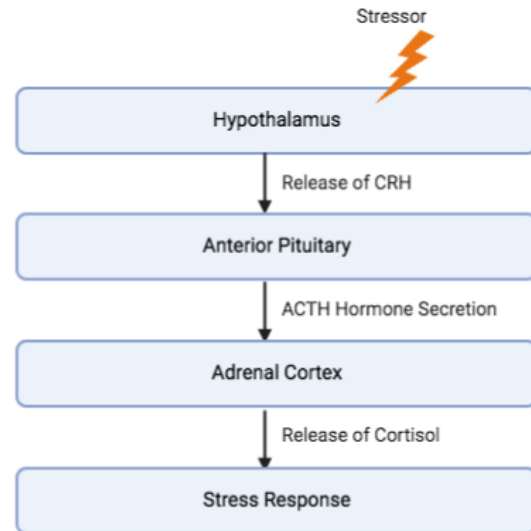 Stressor
Hypothalamus
Release of CRH
Anterior Pituitary
ACTH Hormone Secretion
Adrenal Cortex
Release of Cortisol
Stress Response